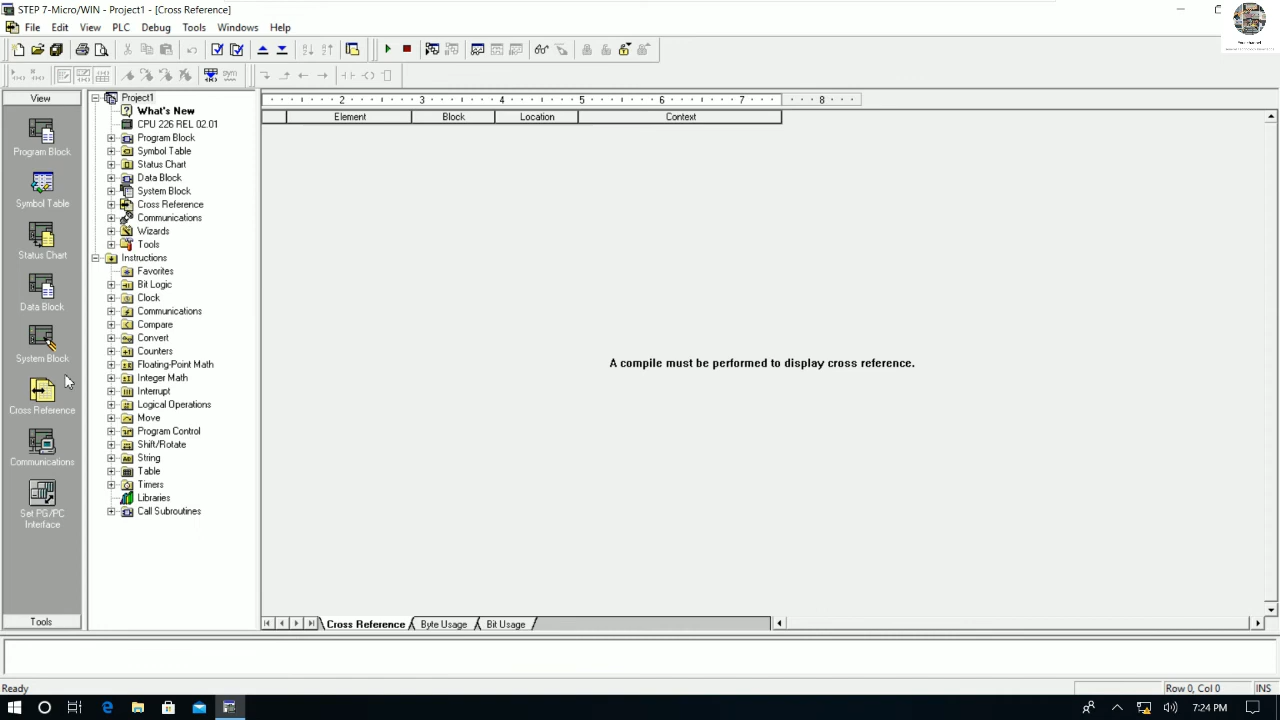 STEP 7-Micro/WIN - Project1 - [Cross Reference]
File Edit View PLC Debug Tools Windows Help
sym
View
Program Block
Symbol Table
Status Chart
Data Block
System Block
Cross Reference
Communications
Set PG/PC
Interface
Tools
Project1
What's New
CPU 226 REL 02.01
Program Block
Symbol Table
Status Chart
Data Block
System Block
Cross Reference
Communications
Wizards
Tools
Instructions
Favorites
Bit Logic
Clock
Communications
Compare
Convert
Counters
Floating-Point Math
Integer Math
Interrupt
Logical Operations
Move
Program Control
Shift/Rotate
String
Table
Timers
Libraries
Call Subroutines
2 3 4 5 6 7 8
Element Block Location Context
A compile must be performed to display cross reference.
Cross Reference Byte Usage Bit Usage
Ready Row 0, Col 0 INS
7:24 PM